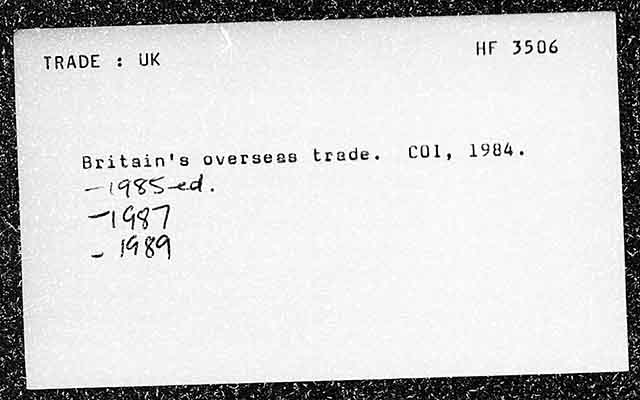 TRADE : UK
HF 3506
Britain's overseas trade. COI, 1984.
- 1985 ed.
- 1987
- 1989